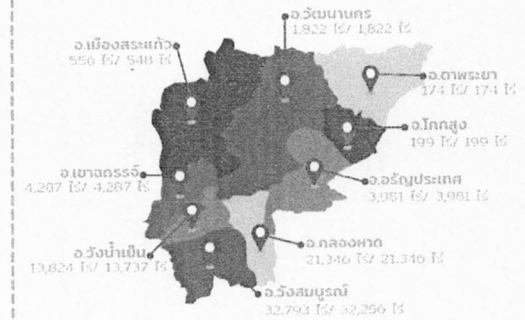 อ.วัฒนานคร
1,822 ไร่/ 1,822 ไร่
อ.เมืองสระแก้ว
556 ไร่/ 548 ไร่
อ.ตาพระยา
174 ไร่/ 174 ไร่
อ.โคกสูง
199 ไร่/ 199 ไร่
อ.เขาฉกรรจ์
4,287 ไร่/ 4,287 ไร่
อ.อรัญประเทศ
3,981 ไร่/ 3,981 ไร่
อ.วังน้ำเย็น
13,824 ไร่/ 13,737 ไร่
อ.คลองหาด
21,346 ไร่/ 21,346 ไร่
อ.วังสมบูรณ์
32,793 ไร่/ 32,256 ไร่